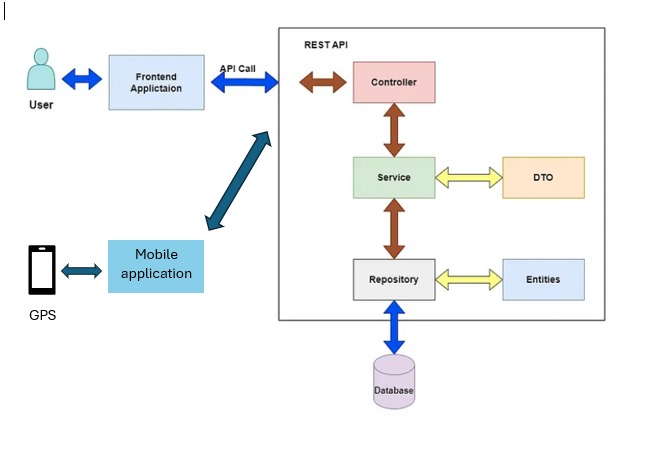 REST API
User
Frontend
Applictaion
API Call
Controller
Service
DTO
Mobile
application
GPS
Repository
Entities
Database